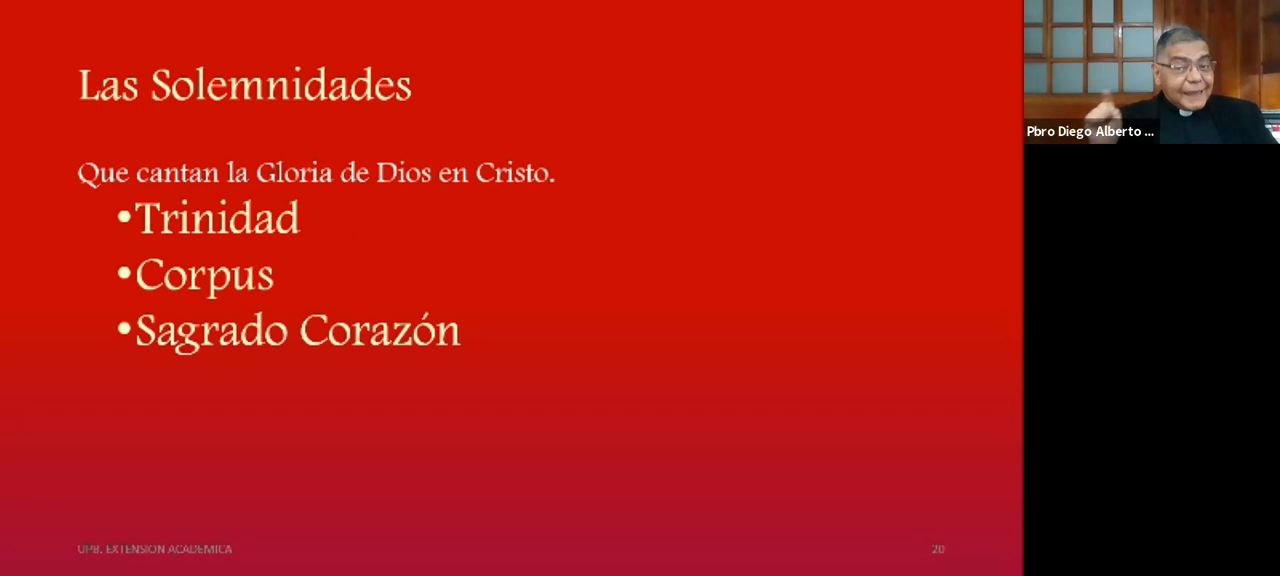 Las Solemnidades
Que cantan la Gloria de Dios en Cristo.
•Trinidad
•Corpus
•Sagrado Corazón
UPB. EXTENSION ACADEMICA
20
Pbro Diego Alberto ...